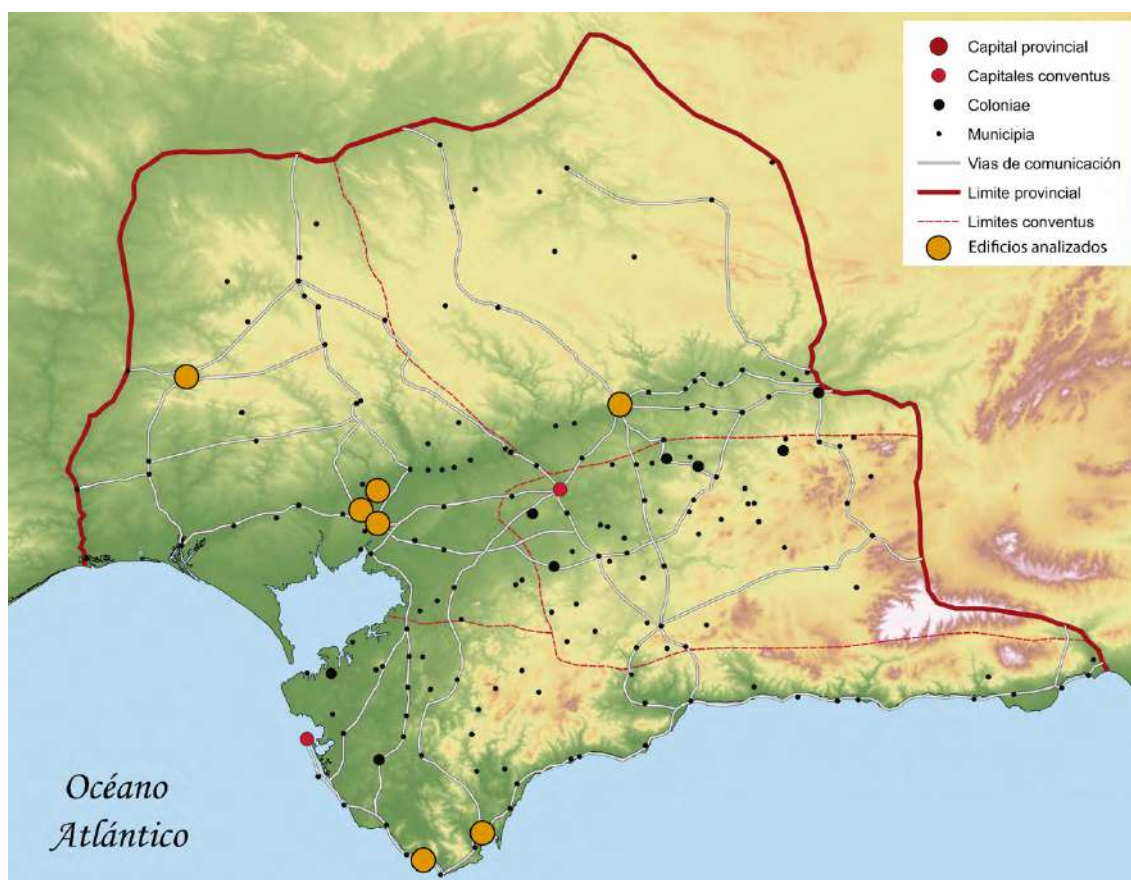 Capital provincial
Capitales conventus
Coloniae
Municipia
Vias de comunicación
Limite provincial
Limites conventus
Edificios analizados
Océano
Atlántico